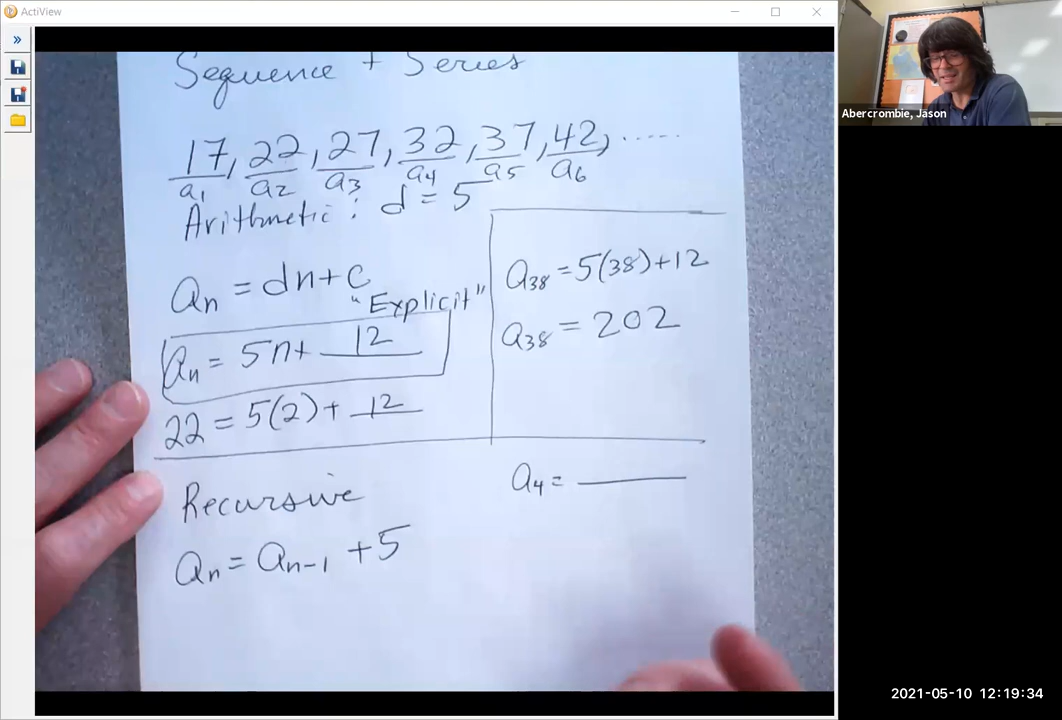 ActiView
Sequence + Series
17, 22, 27, 32, 37, 42, .....
a₁ a₂ a₃ a₄ a₅ a₆
Arithmetic: d = 5
aₙ = dn+c
"Explicit"
aₙ = 5n+ 12
22 = 5(2) + 12
a₃₈ = 5(38)+12
a₃₈ = 202
Recursive
aₙ = aₙ₋₁ +5
a₄ = ____
Abercrombie, Jason
2021-05-10 12:19:34